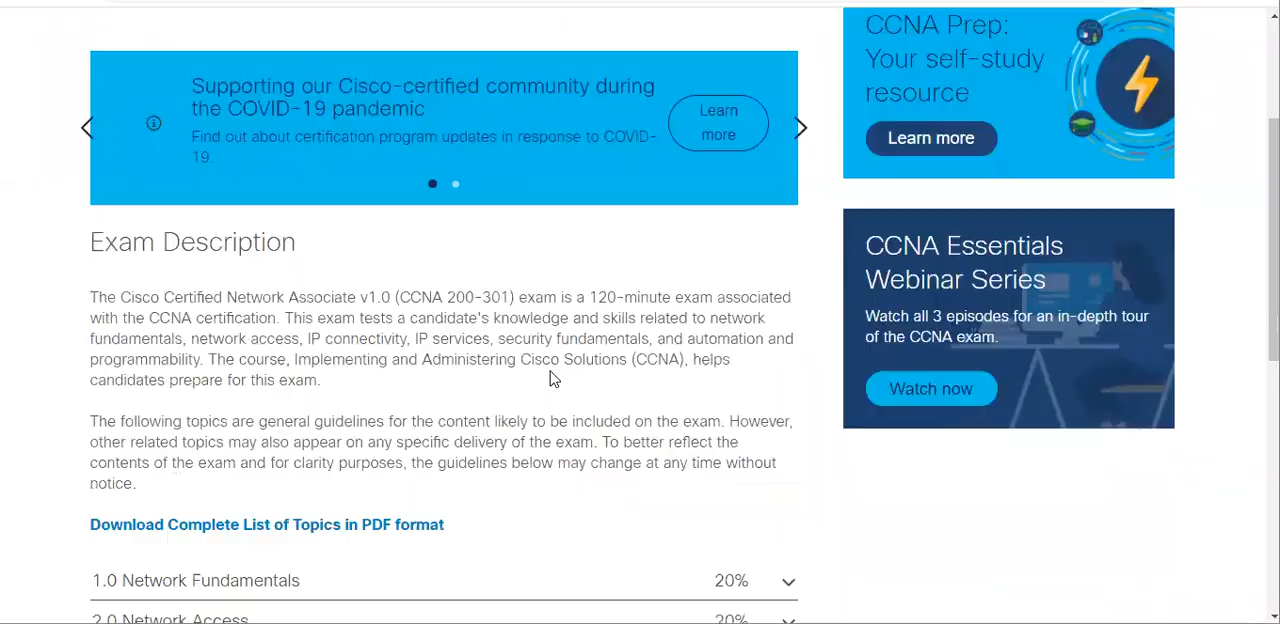 Supporting our Cisco-certified community during
the COVID-19 pandemic
Find out about certification program updates in response to COVID-
19.
Learn
more
Exam Description
The Cisco Certified Network Associate v1.0 (CCNA 200-301) exam is a 120-minute exam associated
with the CCNA certification. This exam tests a candidate's knowledge and skills related to network
fundamentals, network access, IP connectivity, IP services, security fundamentals, and automation and
programmability. The course, Implementing and Administering Cisco Solutions (CCNA), helps
candidates prepare for this exam.
The following topics are general guidelines for the content likely to be included on the exam. However,
other related topics may also appear on any specific delivery of the exam. To better reflect the
contents of the exam and for clarity purposes, the guidelines below may change at any time without
notice.
Download Complete List of Topics in PDF format
1.0 Network Fundamentals 20%
2.0 Network Access 20%
CCNA Prep:
Your self-study
resource
Learn more
CCNA Essentials
Webinar Series
Watch all 3 episodes for an in-depth tour
of the CCNA exam.
Watch now